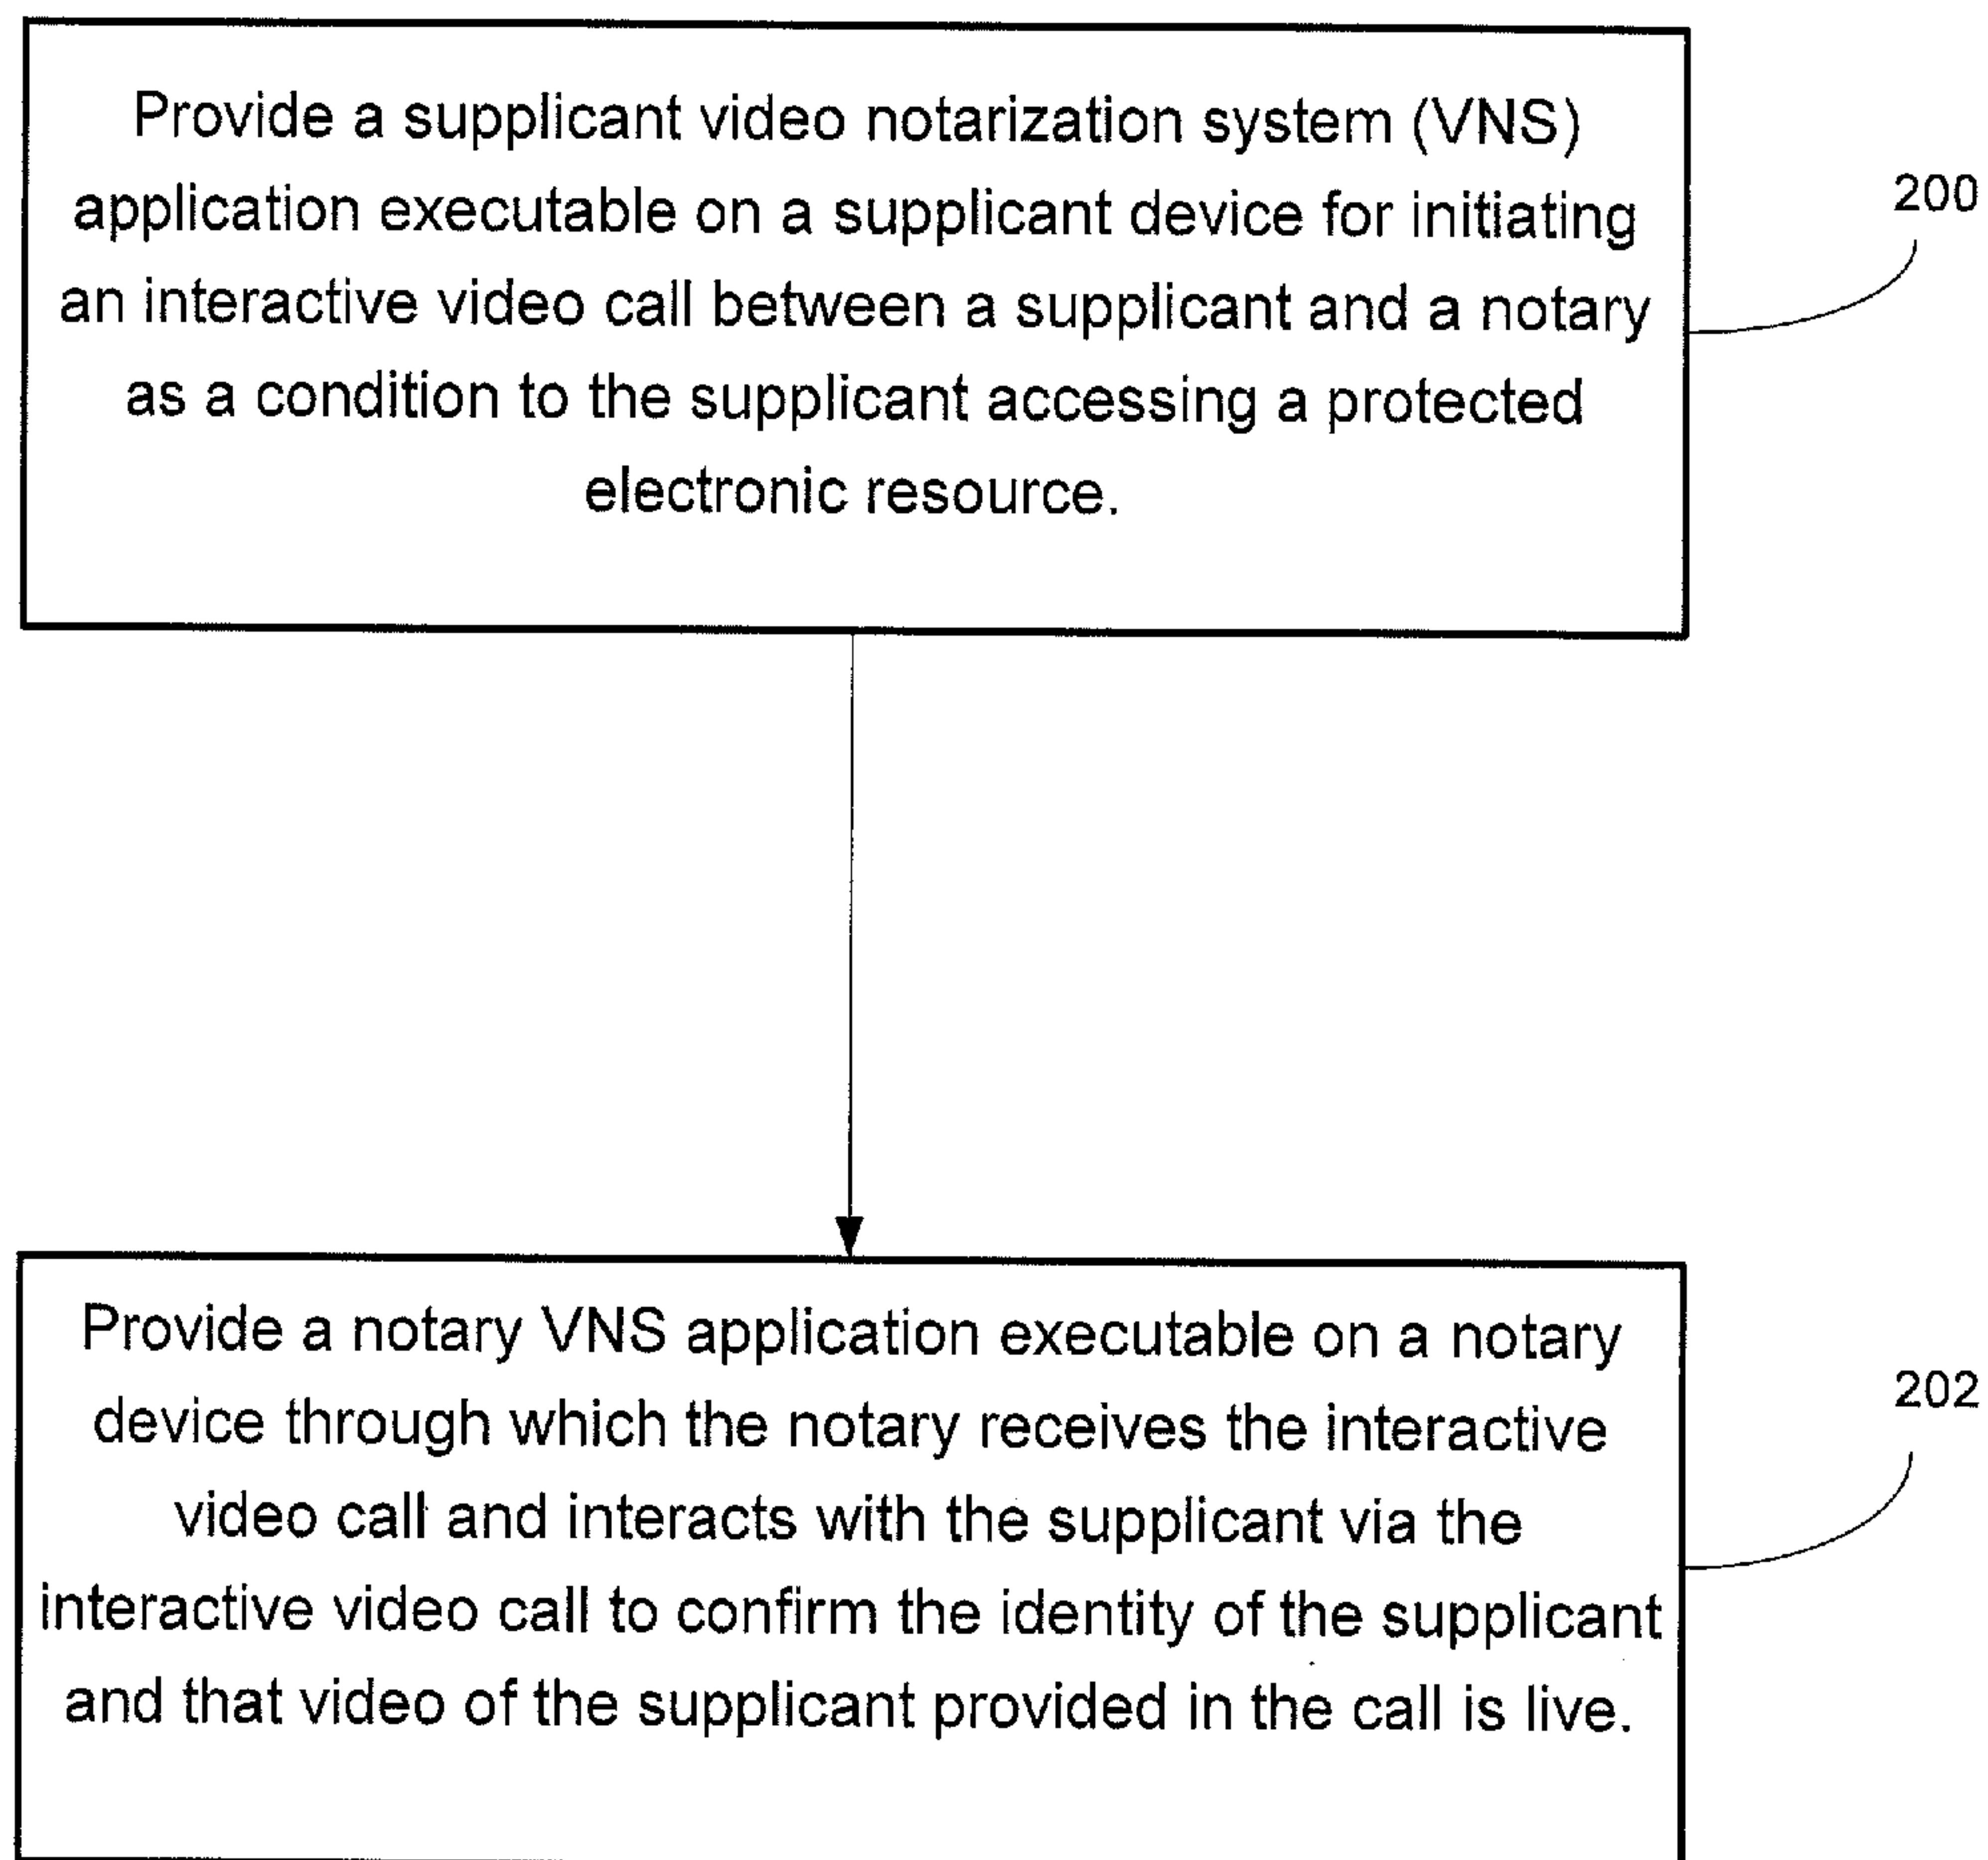 Provide a supplicant video notarization system (VNS)
application executable on a supplicant device for initiating
an interactive video call between a supplicant and a notary
as a condition to the supplicant accessing a protected
electronic resource.
200
Provide a notary VNS application executable on a notary
device through which the notary receives the interactive
video call and interacts with the supplicant via the
interactive video call to confirm the identity of the supplicant
and that video of the supplicant provided in the call is live.
202